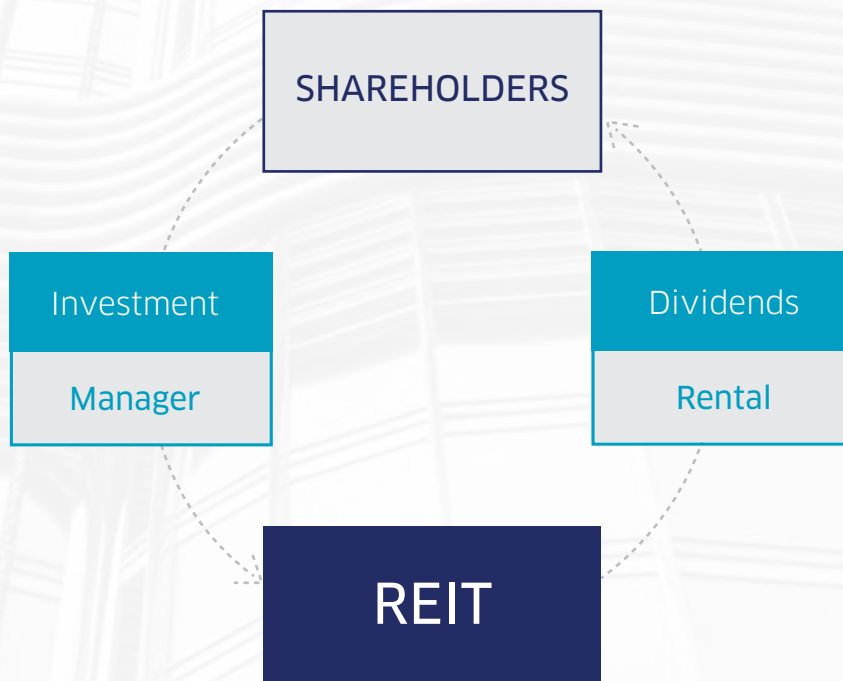 SHAREHOLDERS
Investment
Manager
Dividends
Rental
REIT